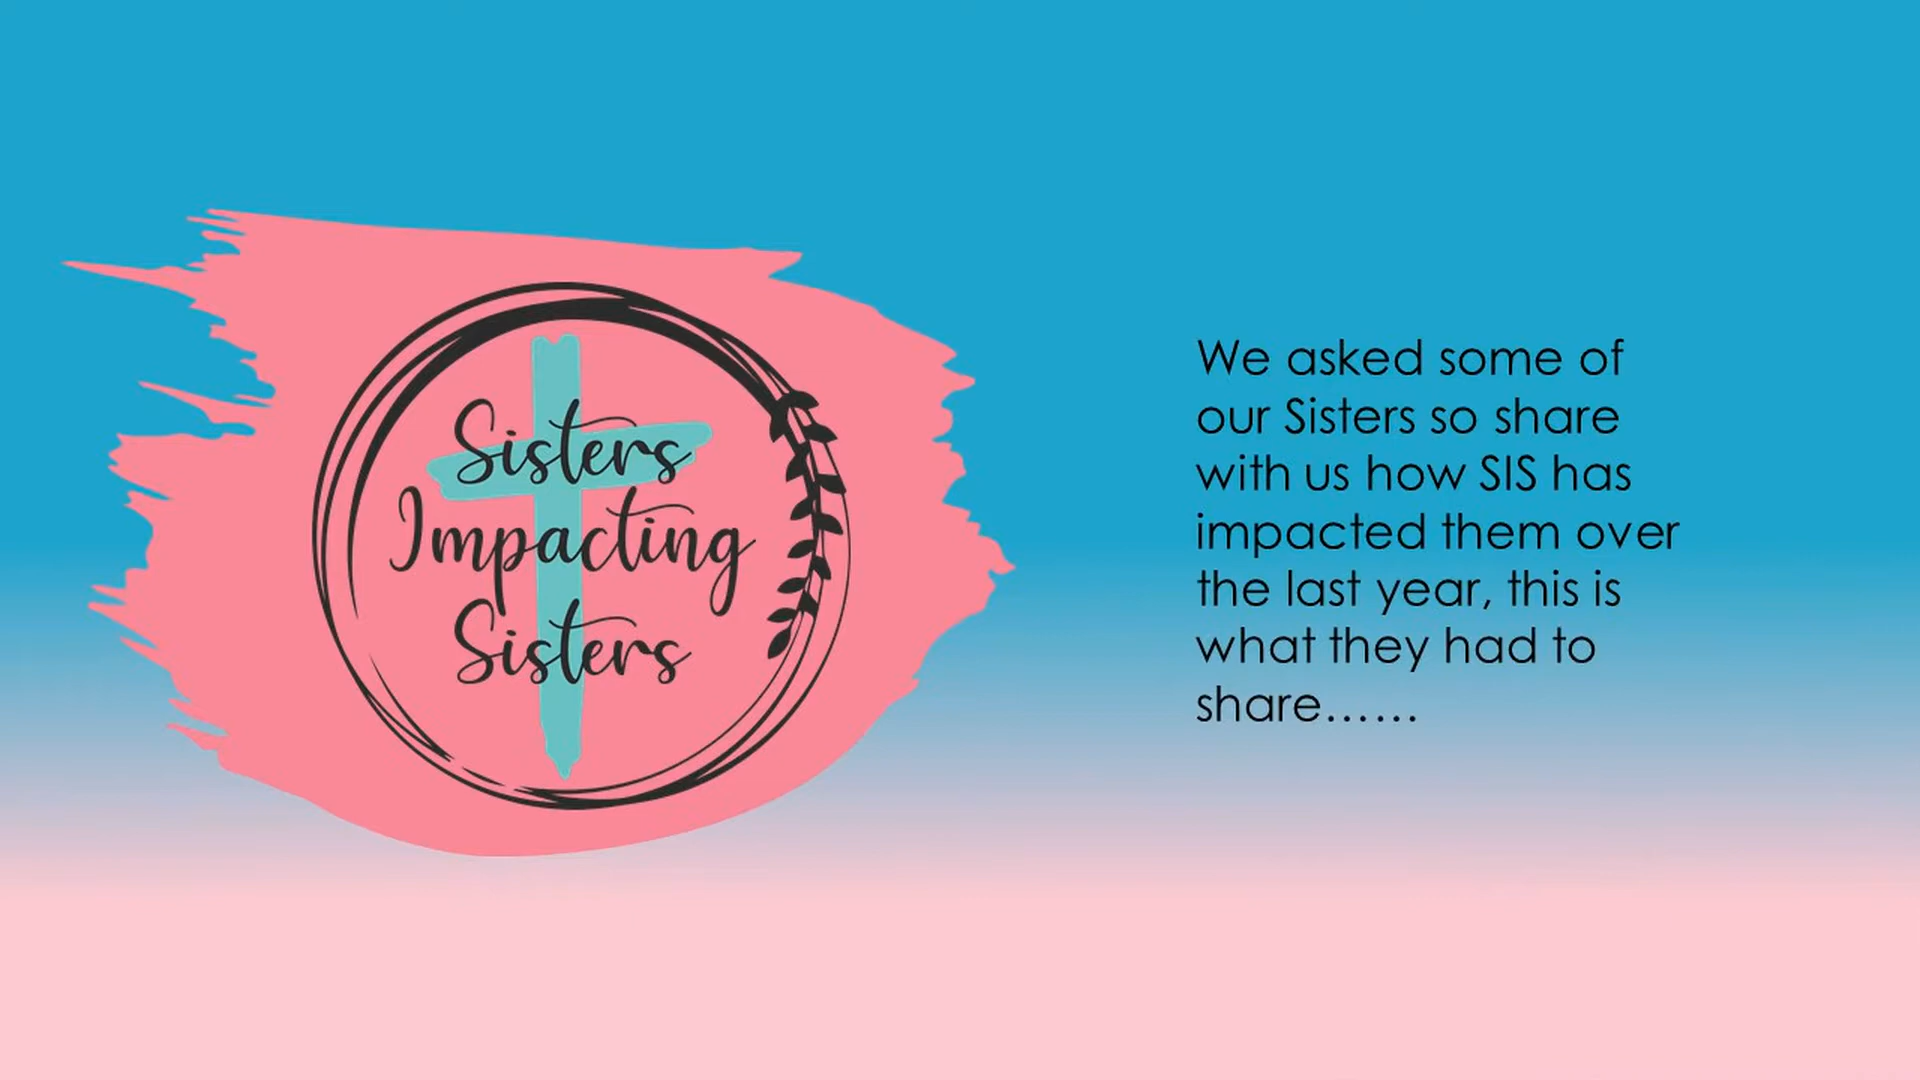 Sisters
Impacting
Sisters
We asked some of
our Sisters so share
with us how SIS has
impacted them over
the last year, this is
what they had to
share……